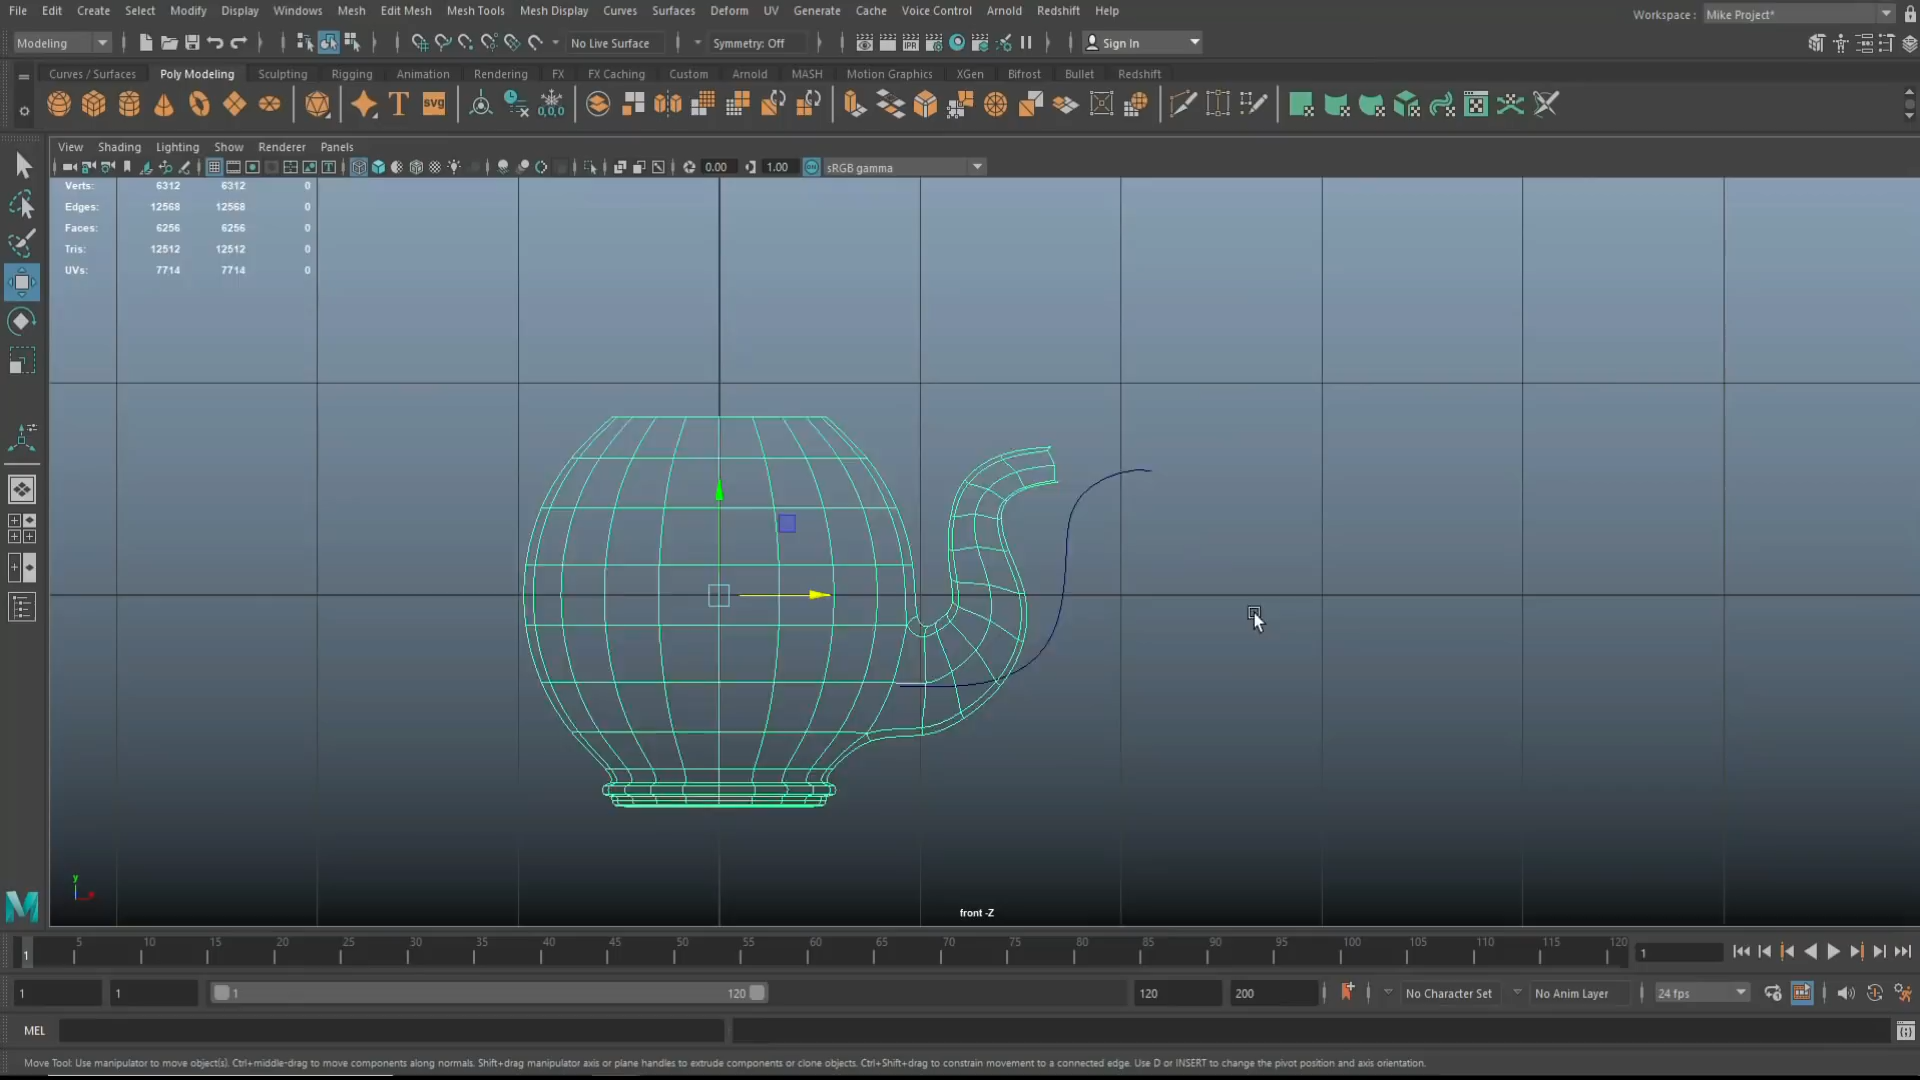 File Edit Create Select Modify Display Windows Mesh Edit Mesh Mesh Tools Mesh Display Curves Surfaces Deform UV Generate Cache Voice Control Arnold Redshift Help Workspace : Mike Project*
Modeling No Live Surface Symmetry: Off IPR Sign In
Curves / Surfaces Poly Modeling Sculpting Rigging Animation Rendering FX FX Caching Custom Arnold MASH Motion Graphics XGen Bifrost Bullet Redshift
T svg 0,0,0
View Shading Lighting Show Renderer Panels
0.00 1.00 sRGB gamma
Verts: 6312 6312 0
Edges: 12568 12568 0
Faces: 6256 6256 0
Tris: 12512 12512 0
UVs: 7714 7714 0
y
front -Z
5 10 15 20 25 30 35 40 45 50 55 60 65 70 75 80 85 90 95 100 105 110 115 120
1 1
1 1 1 120 120 200 No Character Set No Anim Layer 24 fps
MEL
Move Tool: Use manipulator to move object(s). Ctrl+middle-drag to move components along normals. Shift+drag manipulator axis or plane handles to extrude components or clone objects. Ctrl+Shift+drag to constrain movement to a connected edge. Use D or INSERT to change the pivot position and axis orientation.